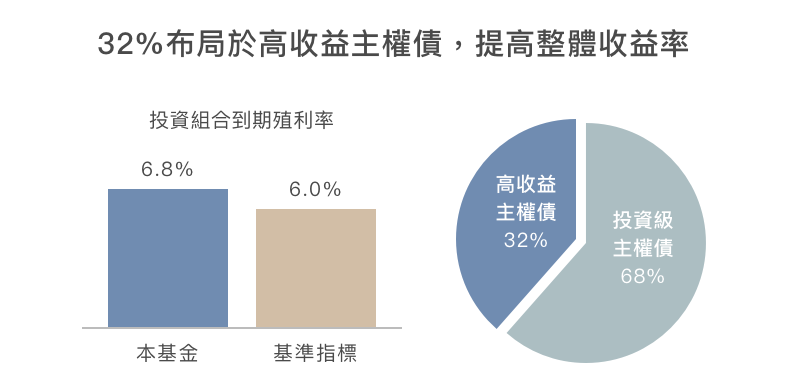 32%布局於高收益主權債，提高整體收益率
投資組合到期殖利率
6.8%
6.0%
本基金
基準指標
高收益
主權債
32%
投資級
主權債
68%